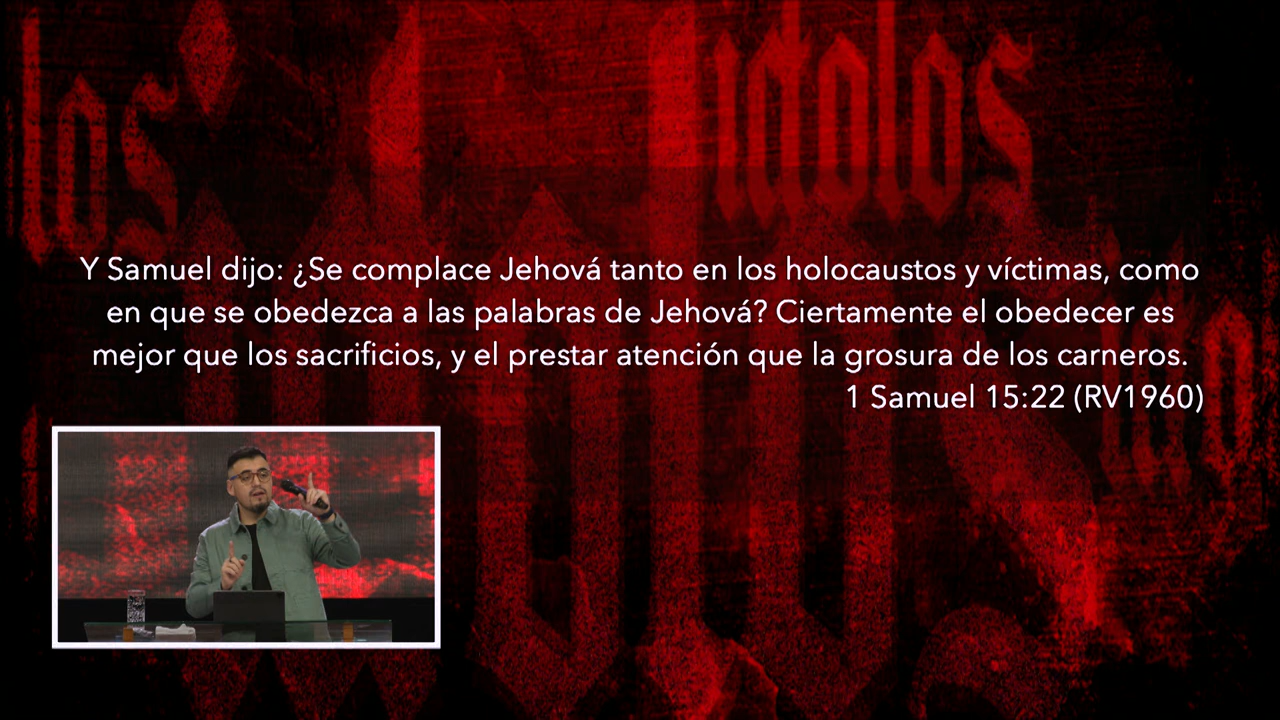 los
idolos
Y Samuel dijo: ¿Se complace Jehová tanto en los holocaustos y víctimas, como
en que se obedezca a las palabras de Jehová? Ciertamente el obedecer es
mejor que los sacrificios, y el prestar atención que la grosura de los carneros.
1 Samuel 15:22 (RV1960)